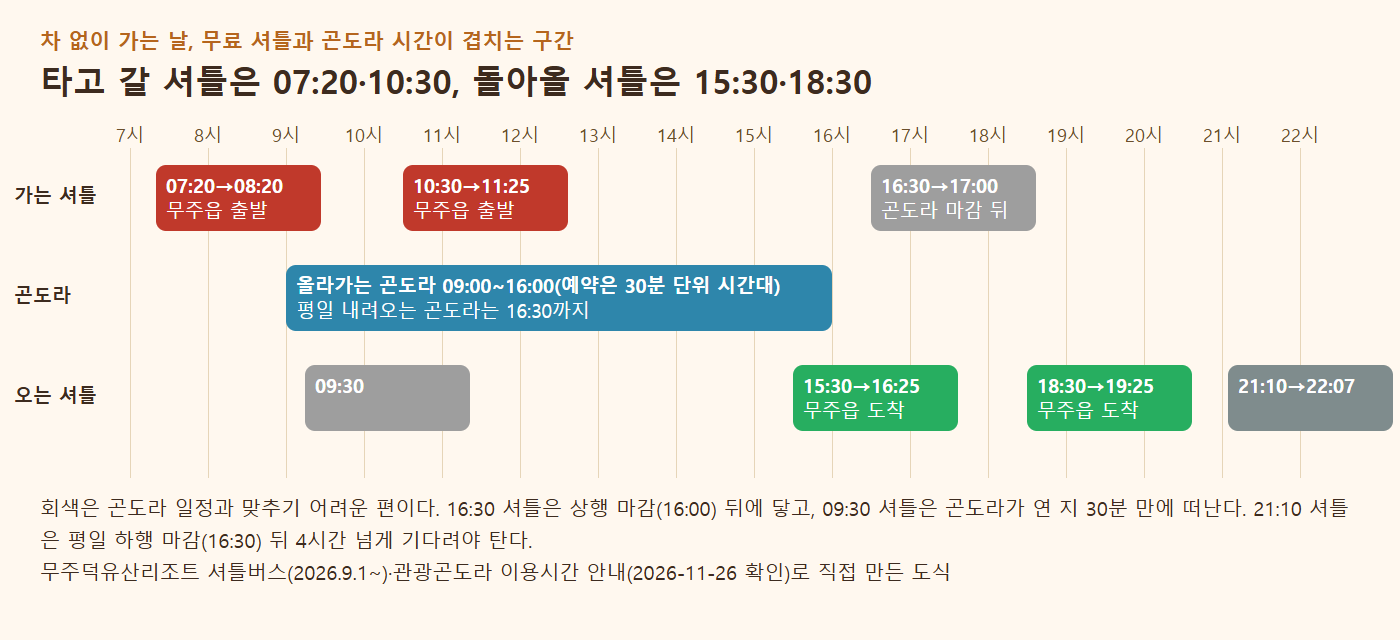 차 없이 가는 날, 무료 셔틀과 곤도라 시간이 겹치는 구간
타고 갈 셔틀은 07:20·10:30, 돌아올 셔틀은 15:30·18:30
7시 8시 9시 10시 11시 12시 13시 14시 15시 16시 17시 18시 19시 20시 21시 22시
가는 셔틀
07:20→08:20
무주읍 출발
10:30→11:25
무주읍 출발
16:30→17:00
곤도라 마감 뒤
곤도라
올라가는 곤도라 09:00~16:00(예약은 30분 단위 시간대)
평일 내려오는 곤도라는 16:30까지
오는 셔틀
09:30
15:30→16:25
무주읍 도착
18:30→19:25
무주읍 도착
21:10→22:07
회색은 곤도라 일정과 맞추기 어려운 편이다. 16:30 셔틀은 상행 마감(16:00) 뒤에 닿고, 09:30 셔틀은 곤도라가 연 지 30분 만에 떠난다. 21:10 셔틀
은 평일 하행 마감(16:30) 뒤 4시간 넘게 기다려야 탄다.
무주덕유산리조트 셔틀버스(2026.9.1~)·관광곤도라 이용시간 안내(2026-11-26 확인)로 직접 만든 도식